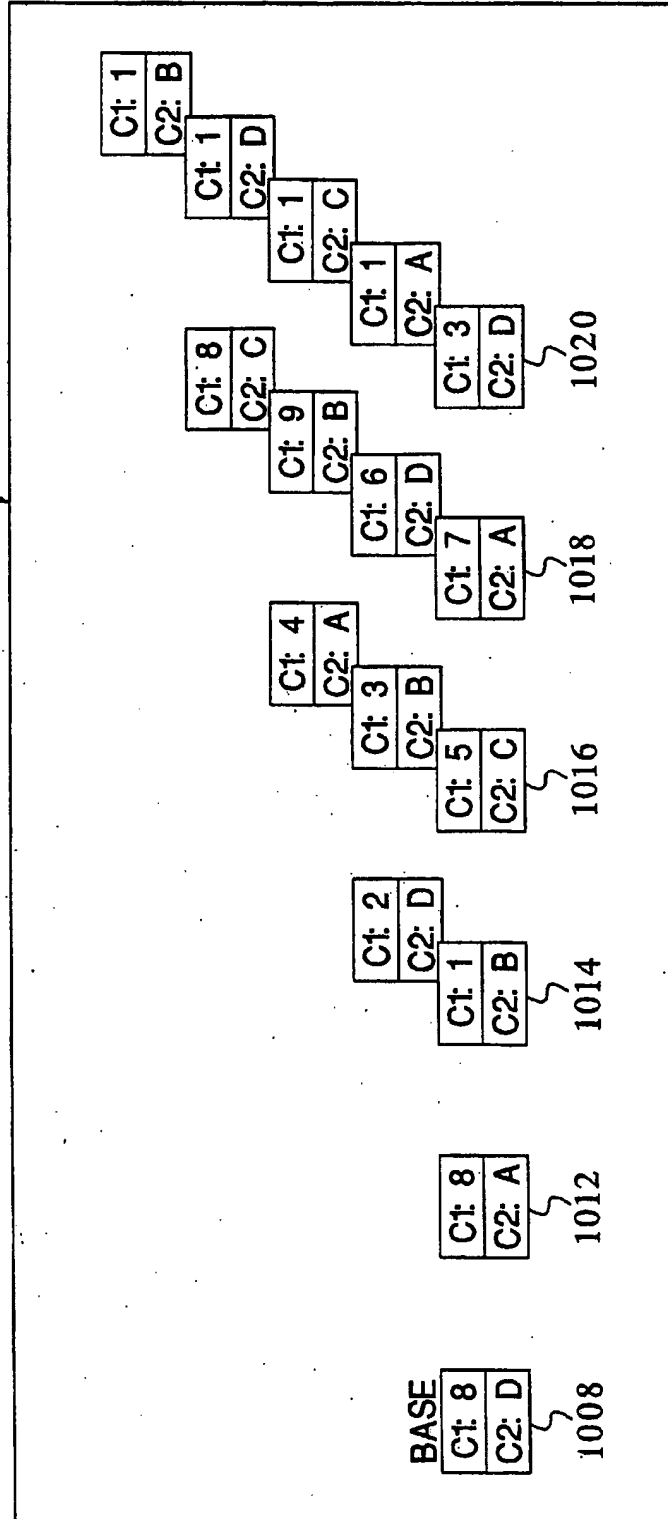 BASE
C1: 8
C2: D
1008
C1: 8
C2: A
1012
C1: 2
C2: D
C1: 1
C2: B
1014
C1: 4
C2: A
C1: 3
C2: B
C1: 5
C2: C
1016
C1: 8
C2: C
C1: 9
C2: B
C1: 6
C2: D
C1: 7
C2: A
1018
C1: 1
C2: B
C1: 1
C2: D
C1: 1
C2: C
C1: 1
C2: A
C1: 3
C2: D
1020